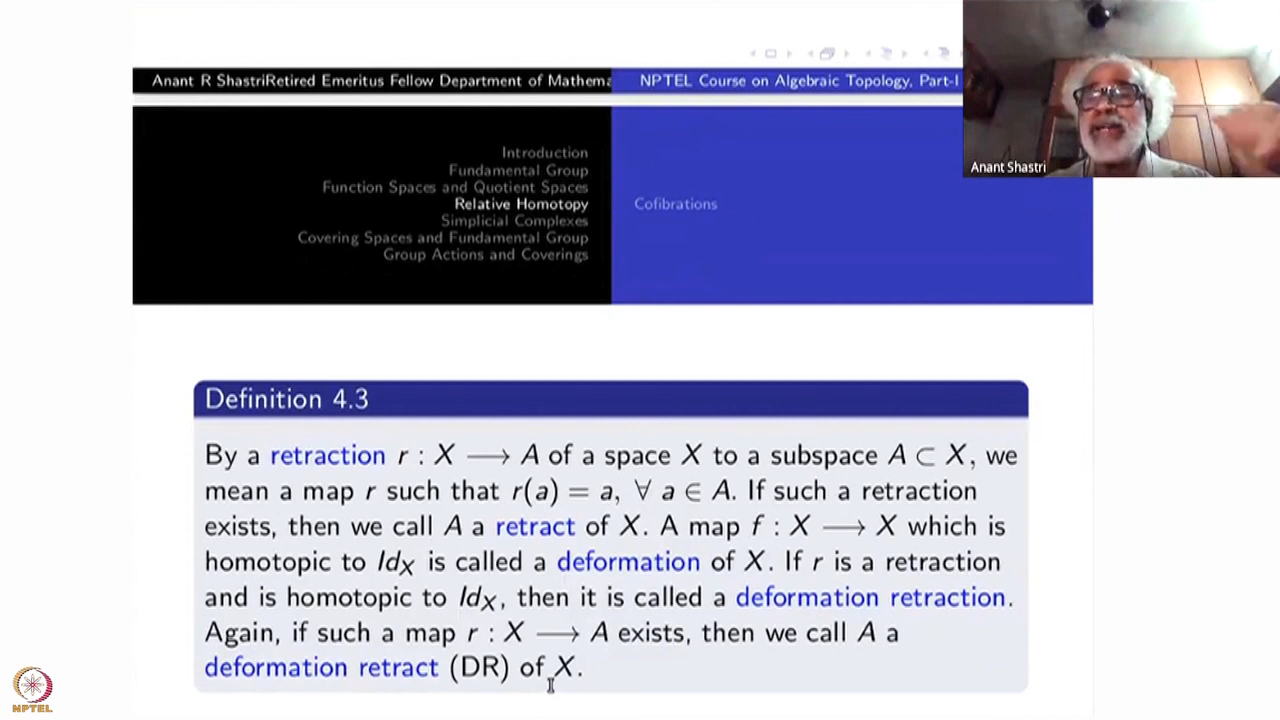 Anant R ShastriRetired Emeritus Fellow Department of Mathema
NPTEL Course on Algebraic Topology, Part-I
Anant Shastri
Introduction
Fundamental Group
Function Spaces and Quotient Spaces
Relative Homotopy
Simplicial Complexes
Covering Spaces and Fundamental Group
Group Actions and Coverings
Cofibrations
Definition 4.3
By a retraction r : X ⟶ A of a space X to a subspace A ⊂ X, we
mean a map r such that r(a) = a, ∀ a ∈ A. If such a retraction
exists, then we call A a retract of X. A map f : X ⟶ X which is
homotopic to Id_X is called a deformation of X. If r is a retraction
and is homotopic to Id_X, then it is called a deformation retraction.
Again, if such a map r : X ⟶ A exists, then we call A a
deformation retract (DR) of X.
NPTEL